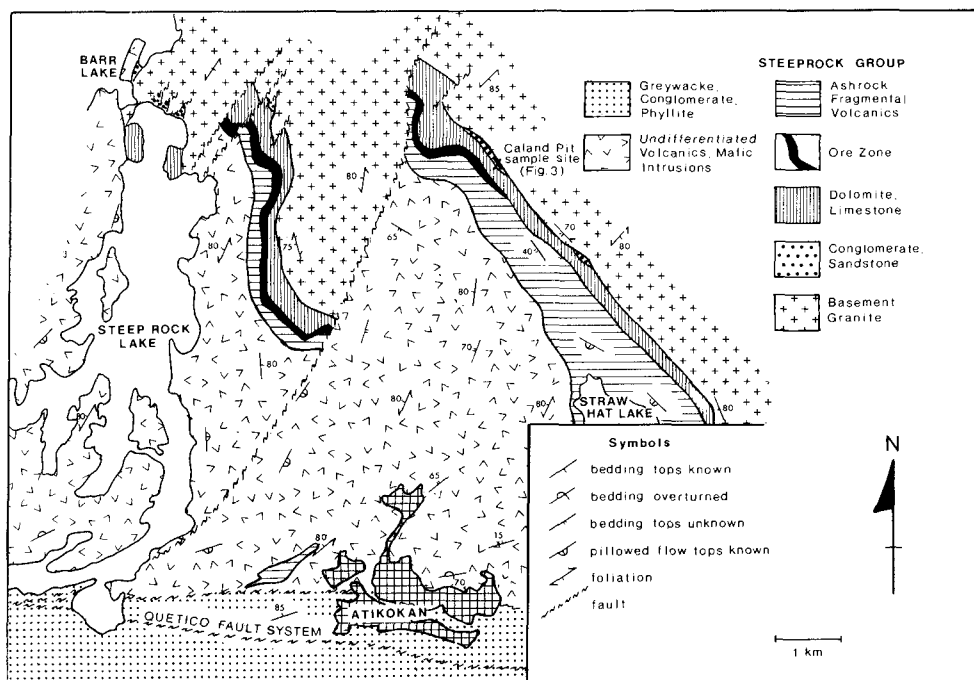 BARR
LAKE
STEEP ROCK
LAKE
Caland Pit
sample site
(Fig. 3)
STRAW
HAT LAKE
ATIKOKAN
QUETICO FAULT SYSTEM
85
80
70
80
65
40
80
75
80
80
80
70
80
80
65
15
80
70
85
STEEPROCK GROUP
Greywacke,
Conglomerate,
Phyllite
Undifferentiated
Volcanics, Mafic
Intrusions
Ashrock
Fragmental
Volcanics
Ore Zone
Dolomite,
Limestone
Conglomerate,
Sandstone
Basement
Granite
Symbols
bedding tops known
bedding overturned
bedding tops unknown
pillowed flow tops known
foliation
fault
N
1 km